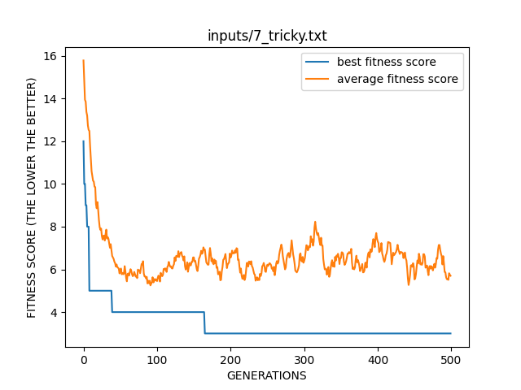 inputs/7_tricky.txt
best fitness score
average fitness score
FITNESS SCORE (THE LOWER THE BETTER)
16
14
12
10
8
6
4
0
100
200
300
400
500
GENERATIONS